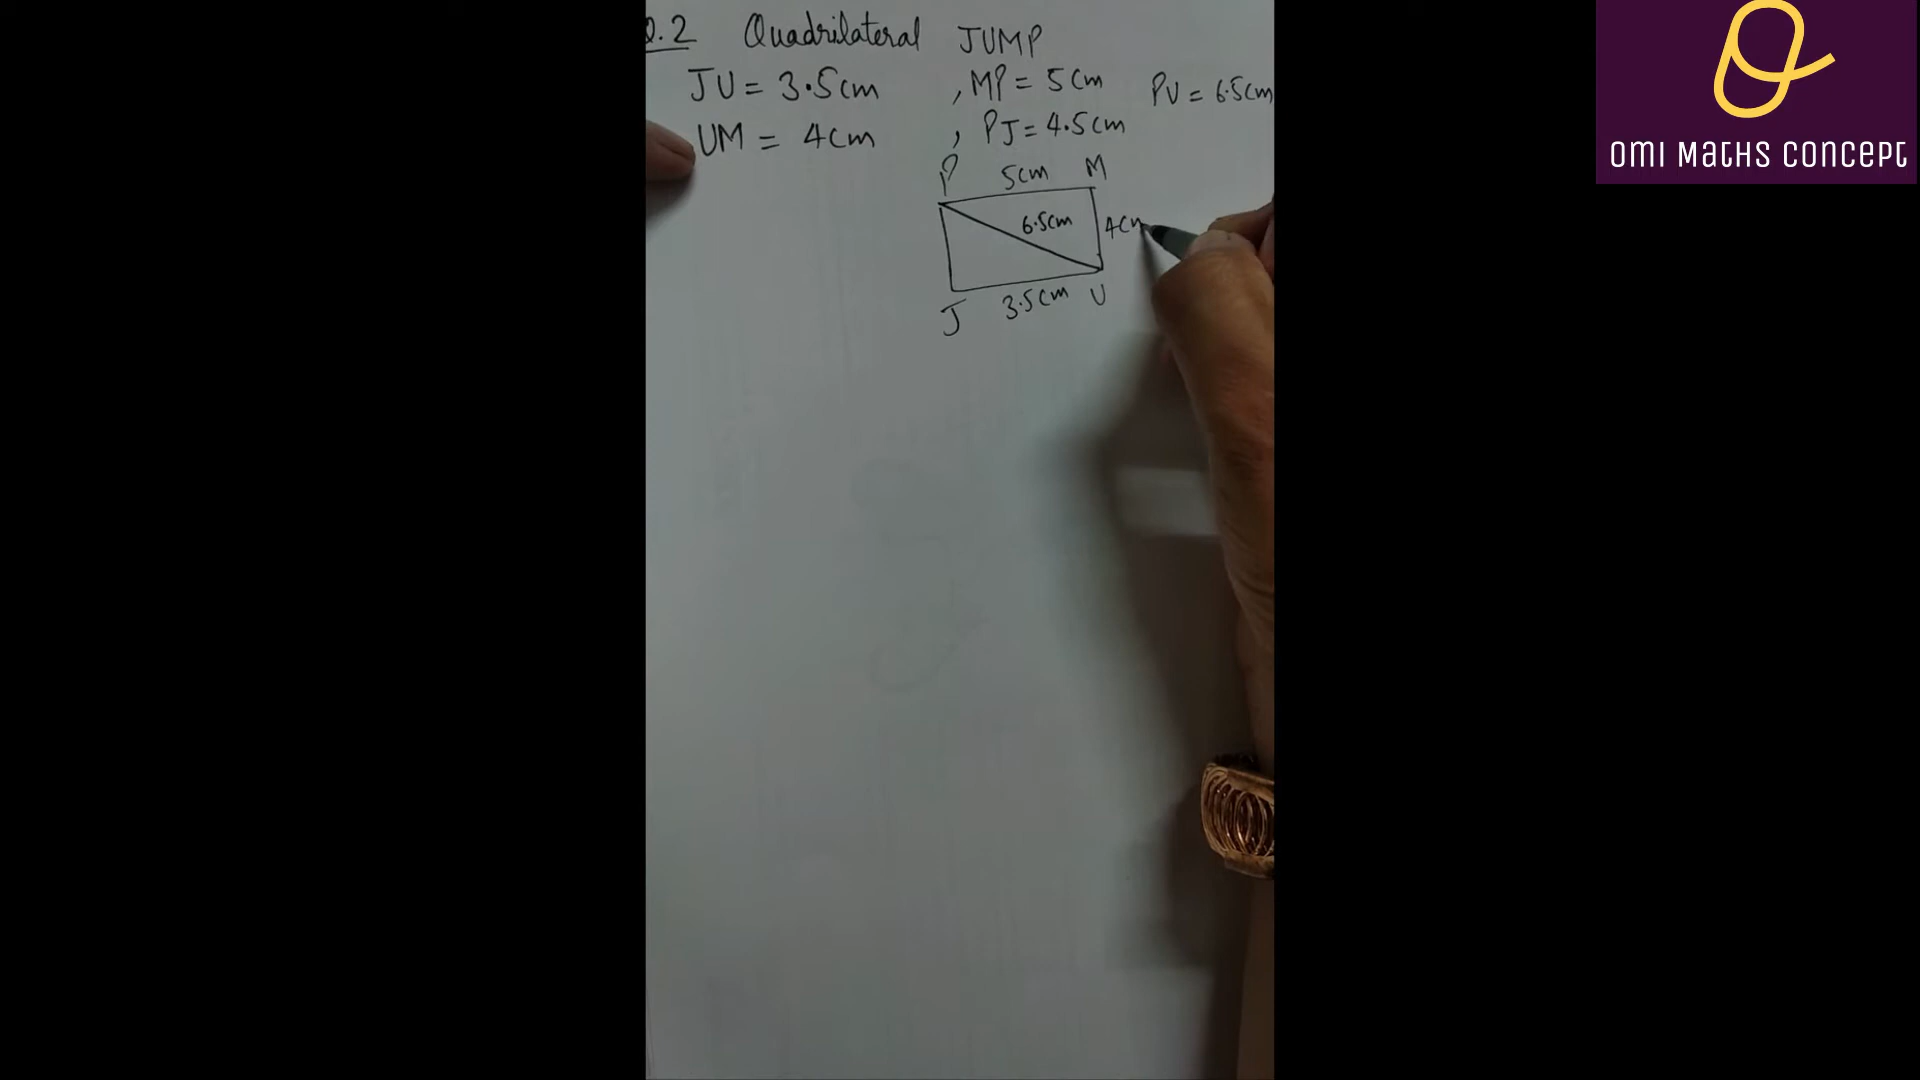 Q.2 Quadrilateral JUMP
JU = 3.5cm , MP = 5cm PU = 6.5cm
UM = 4cm , PJ = 4.5cm
P 5cm M
6.5cm 4cm
J 3.5cm U
OMI MATHS CONCEPT